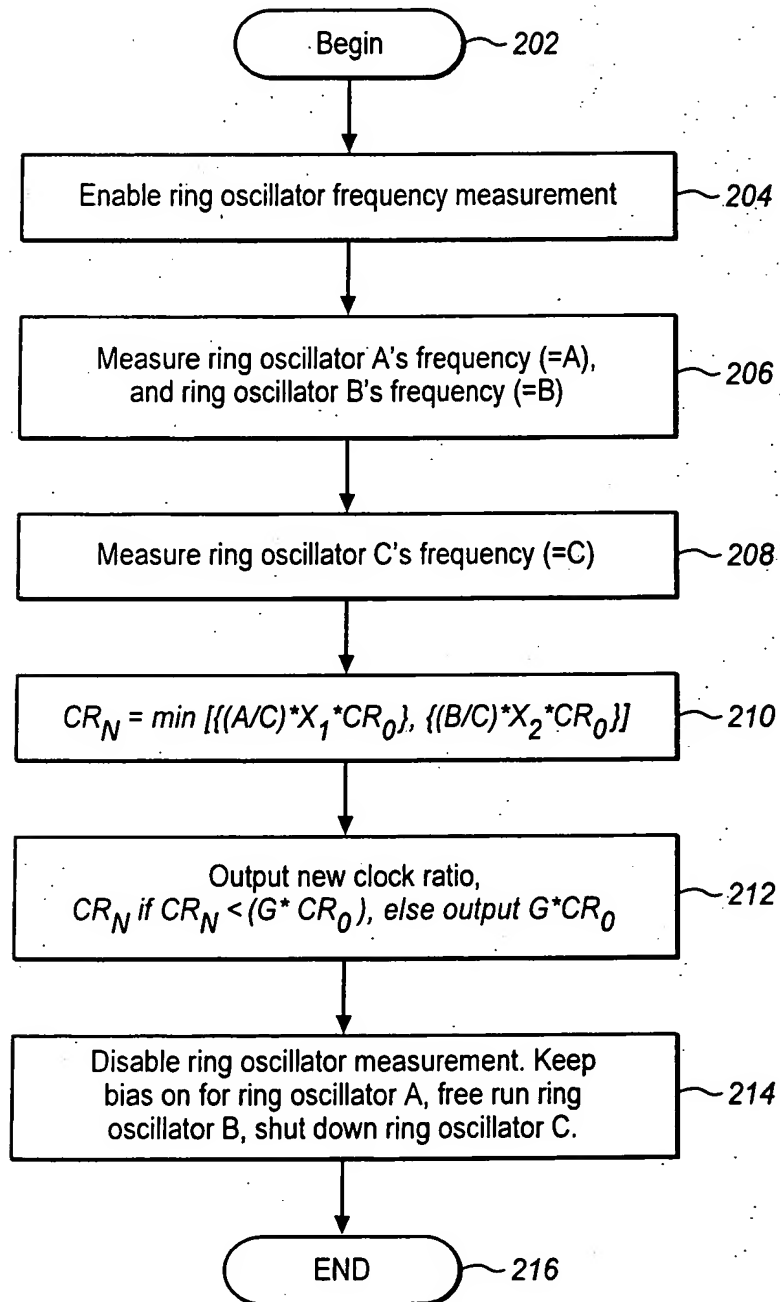 Begin
202
Enable ring oscillator frequency measurement
204
Measure ring oscillator A's frequency (=A),
and ring oscillator B's frequency (=B)
206
Measure ring oscillator C's frequency (=C)
208
CR_N = min [{(A/C)*X_1*CR_0}, {(B/C)*X_2*CR_0}]
210
Output new clock ratio,
CR_N if CR_N < (G* CR_0), else output G*CR_0
212
Disable ring oscillator measurement. Keep
bias on for ring oscillator A, free run ring
oscillator B, shut down ring oscillator C.
214
END
216